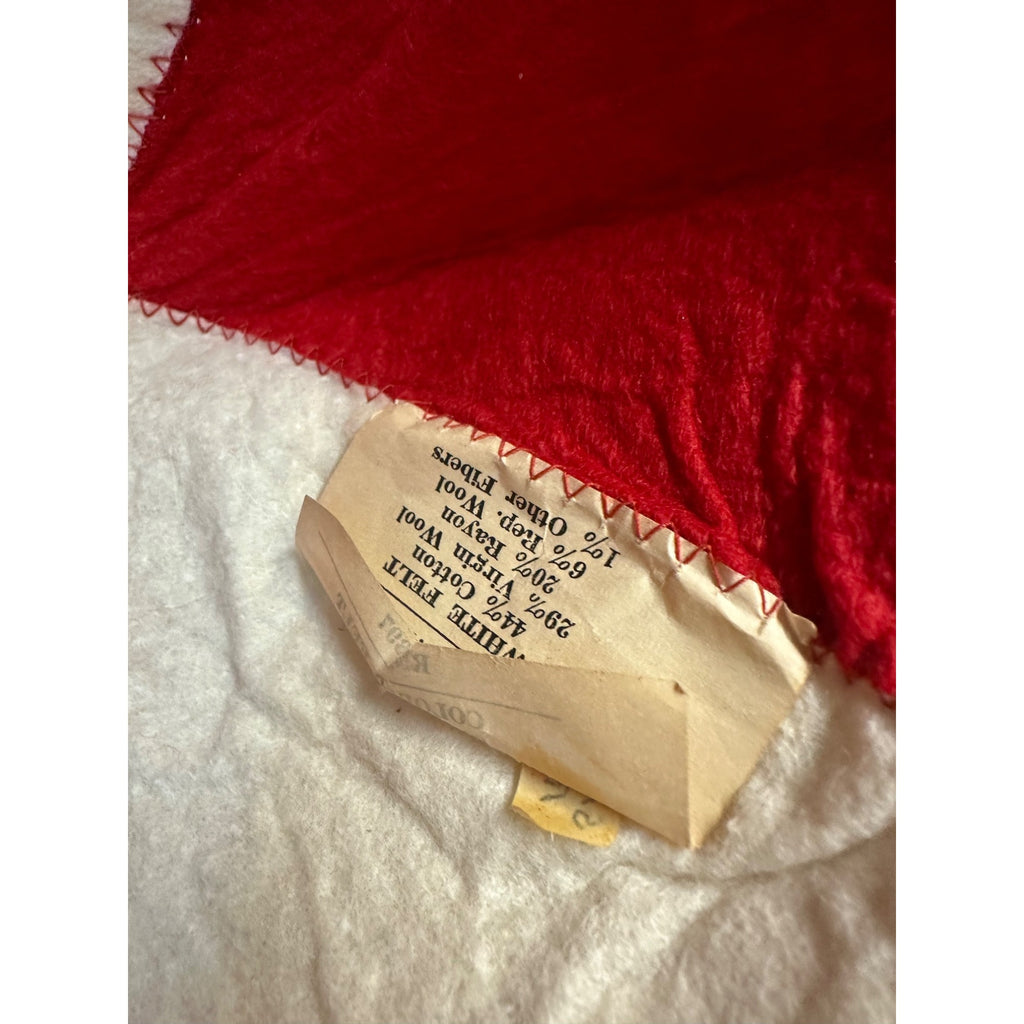 WHITE FELT
44% Cotton
29% Virgin Wool
20% Rayon
6% Rep. Wool
1% Other Fibers